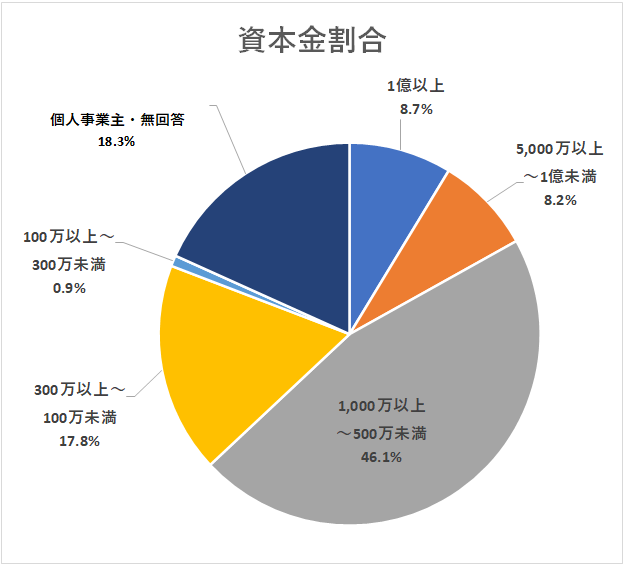 資本金割合
1億以上
8.7%
5,000万以上
～1億未満
8.2%
1,000万以上
～500万未満
46.1%
300万以上～
100万未満
17.8%
100万以上～
300万未満
0.9%
個人事業主・無回答
18.3%